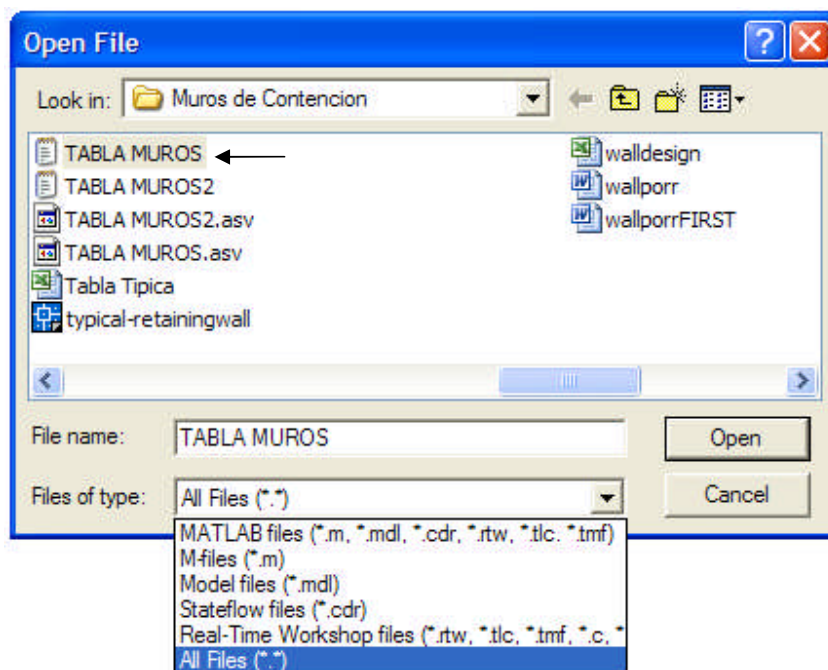 Open File
Look in: Muros de Contencion
TABLA MUROS
TABLA MUROS2
TABLA MUROS2.asv
TABLA MUROS.asv
Tabla Tipica
typical-retainingwall
walldesign
wallporr
wallporrFIRST
File name: TABLA MUROS
Open
Files of type: All Files (*.*)
Cancel
MATLAB files (*.m, *.mdl, *.cdr, *.rtw, *.tlc. *.tmf)
M-files (*.m)
Model files (*.mdl)
Stateflow files (*.cdr)
Real-Time Workshop files (*.rtw, *.tlc, *.tmf, *.c, *
All Files (*.*)